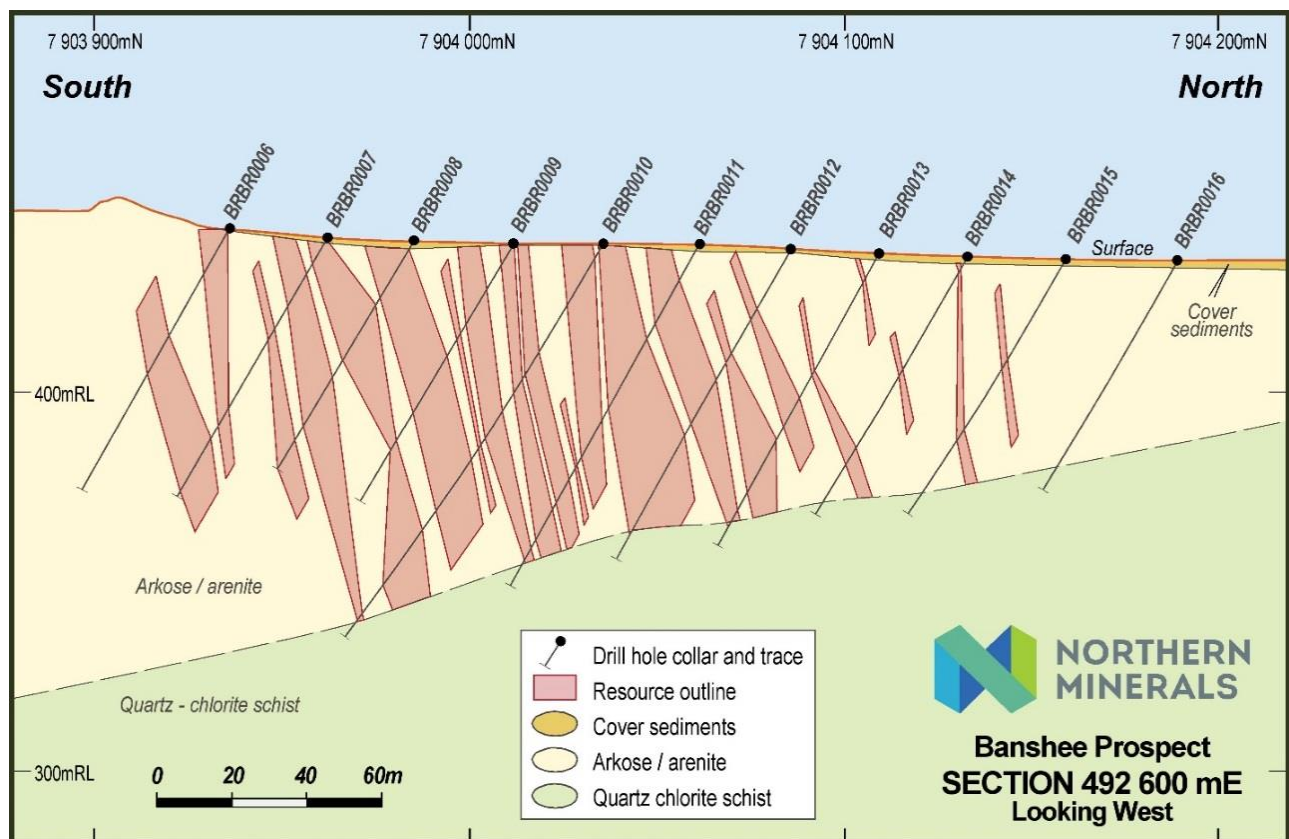 7 903 900mN
7 904 000mN
7 904 100mN
7 904 200mN
South
North
BRBR0006
BRBR0007
BRBR0008
BRBR0009
BRBR0010
BRBR0011
BRBR0012
BRBR0013
BRBR0014
BRBR0015
BRBR0016
Surface
Cover
sediments
400mRL
Arkose / arenite
Quartz - chlorite schist
300mRL
0 20 40 60m
Drill hole collar and trace
Resource outline
Cover sediments
Arkose / arenite
Quartz chlorite schist
NORTHERN
MINERALS
Banshee Prospect
SECTION 492 600 mE
Looking West